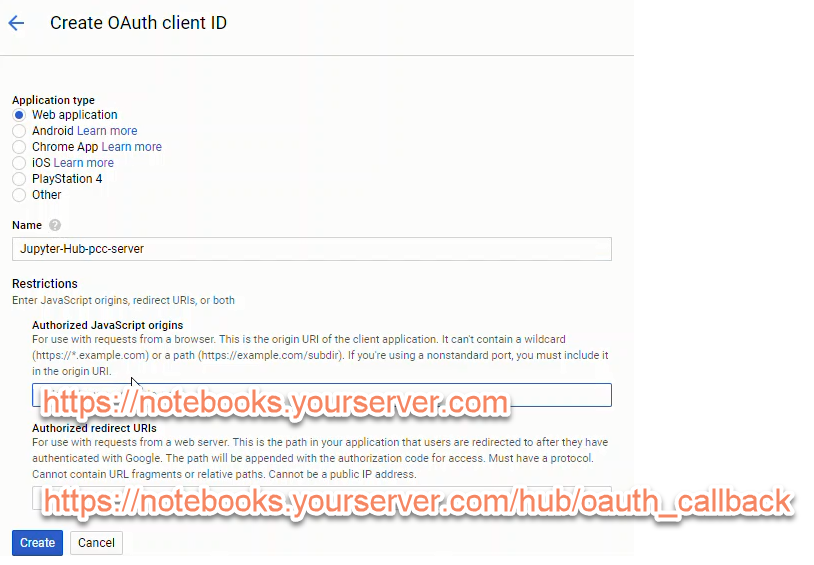 Create OAuth client ID
Application type
Web application
Android Learn more
Chrome App Learn more
iOS Learn more
PlayStation 4
Other
Name ?
Jupyter-Hub-pcc-server
Restrictions
Enter JavaScript origins, redirect URIs, or both
Authorized JavaScript origins
For use with requests from a browser. This is the origin URI of the client application. It can't contain a wildcard
(https://*.example.com) or a path (https://example.com/subdir). If you're using a nonstandard port, you must include it
in the origin URI.
https://notebooks.yourserver.com
Authorized redirect URIs
For use with requests from a web server. This is the path in your application that users are redirected to after they have
authenticated with Google. The path will be appended with the authorization code for access. Must have a protocol.
Cannot contain URL fragments or relative paths. Cannot be a public IP address.
https://notebooks.yourserver.com/hub/oauth_callback
Create Cancel